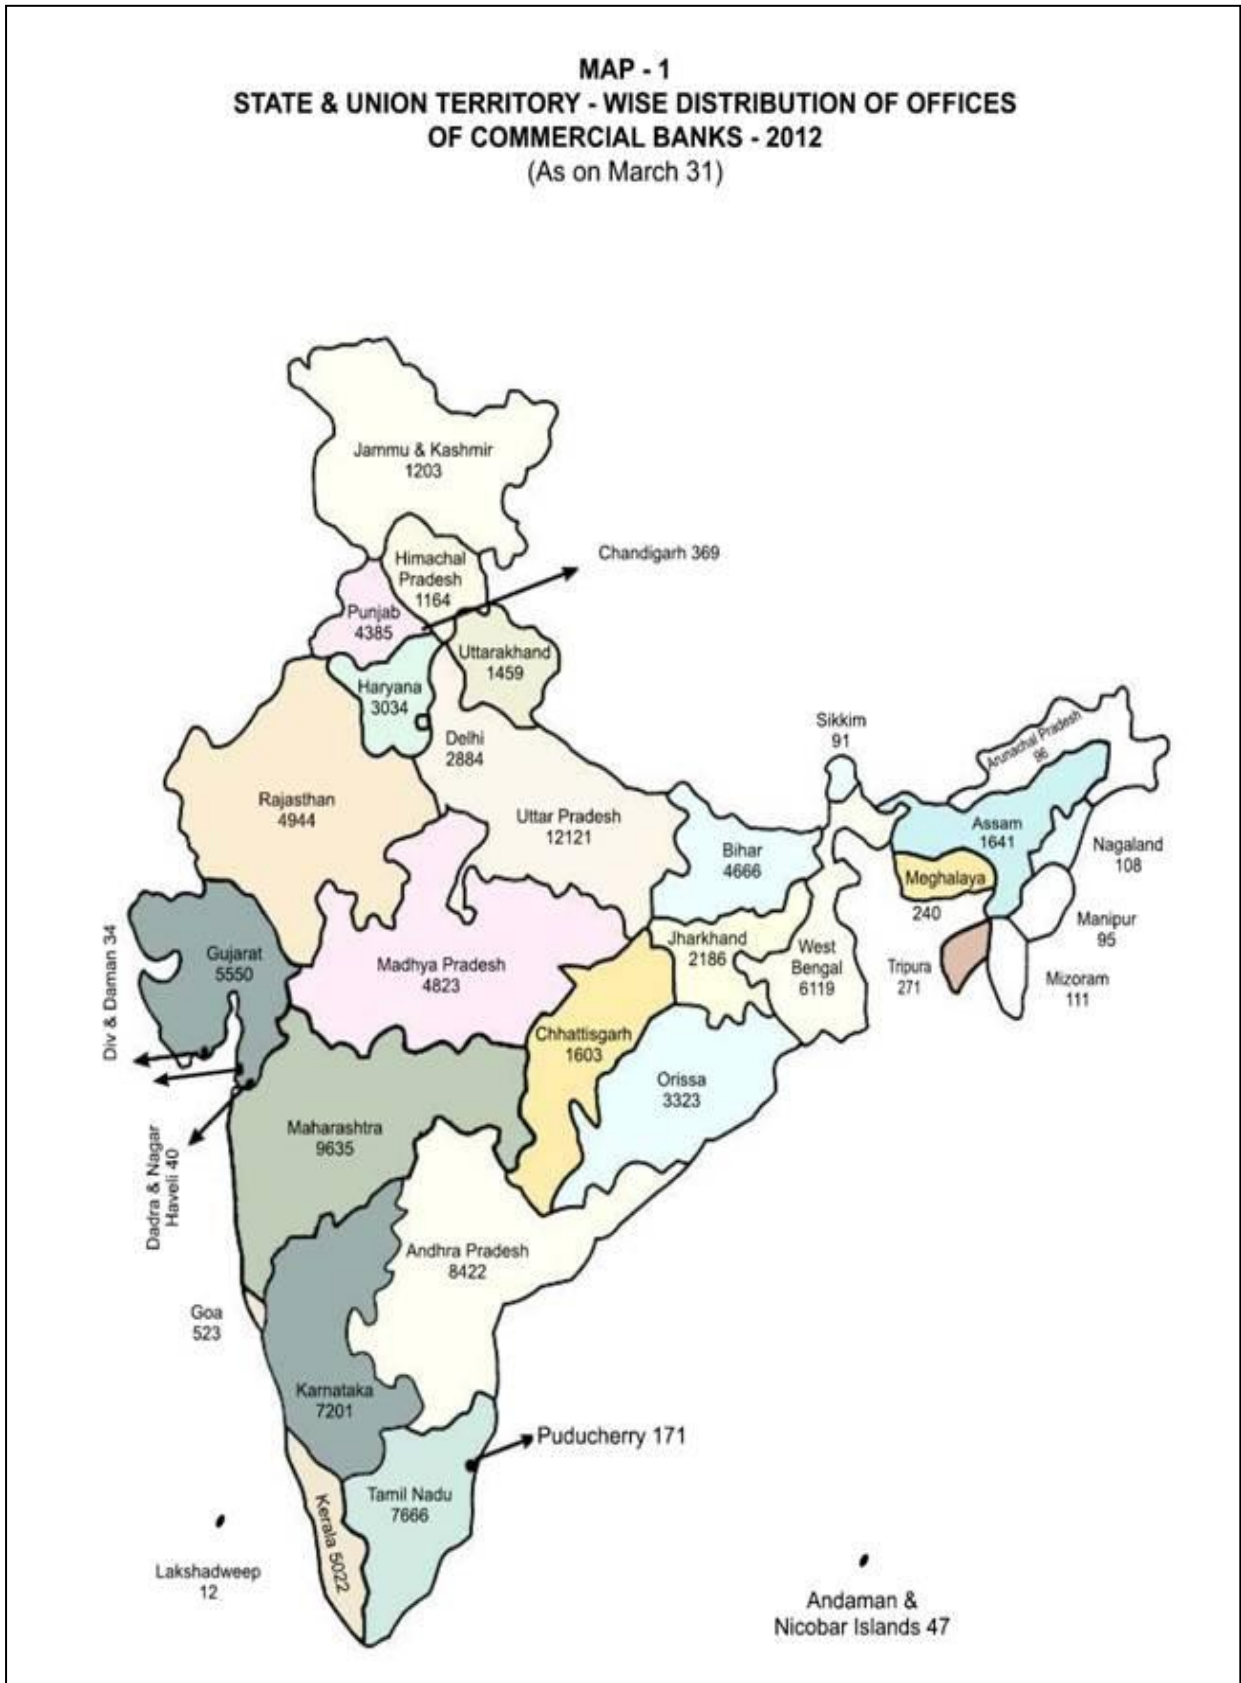 MAP - 1
STATE & UNION TERRITORY - WISE DISTRIBUTION OF OFFICES
OF COMMERCIAL BANKS - 2012
(As on March 31)
Jammu & Kashmir
1203
Himachal
Pradesh
1164
Chandigarh 369
Punjab
4385
Uttarakhand
1459
Haryana
3034
Delhi
2884
Sikkim
91
Arunachal Pradesh
96
Rajasthan
4944
Uttar Pradesh
12121
Bihar
4666
Assam
1641
Nagaland
108
Meghalaya
240
Manipur
95
Div & Daman 34
Gujarat
5550
Madhya Pradesh
4823
Jharkhand
2186
West
Bengal
6119
Tripura
271
Mizoram
111
Chhattisgarh
1603
Orissa
3323
Maharashtra
9635
Dadra & Nagar
Haveli 40
Andhra Pradesh
8422
Goa
523
Karnataka
7201
Puducherry 171
Tamil Nadu
7666
Kerala 5022
Lakshadweep
12
Andaman &
Nicobar Islands 47